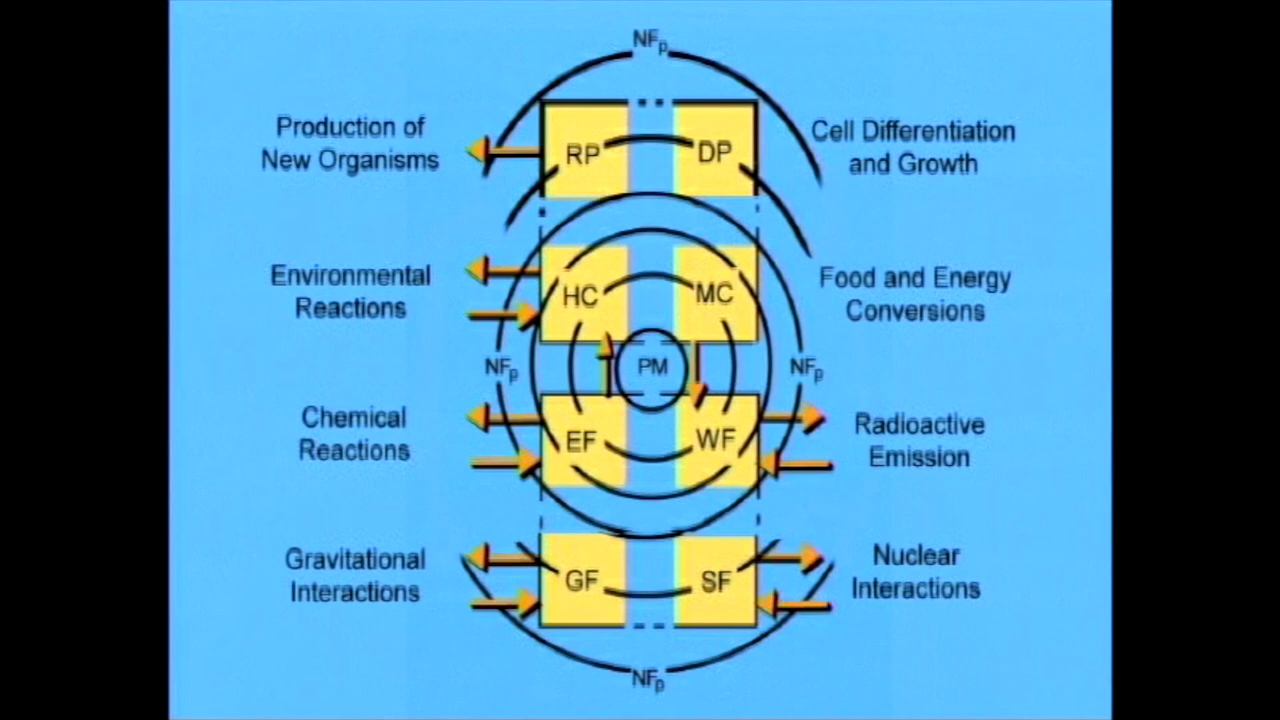 NFp
Production of
New Organisms
RP
DP
Cell Differentiation
and Growth
Environmental
Reactions
HC
MC
Food and Energy
Conversions
NFp
PM
NFp
Chemical
Reactions
EF
WF
Radioactive
Emission
Gravitational
Interactions
GF
SF
Nuclear
Interactions
NFp